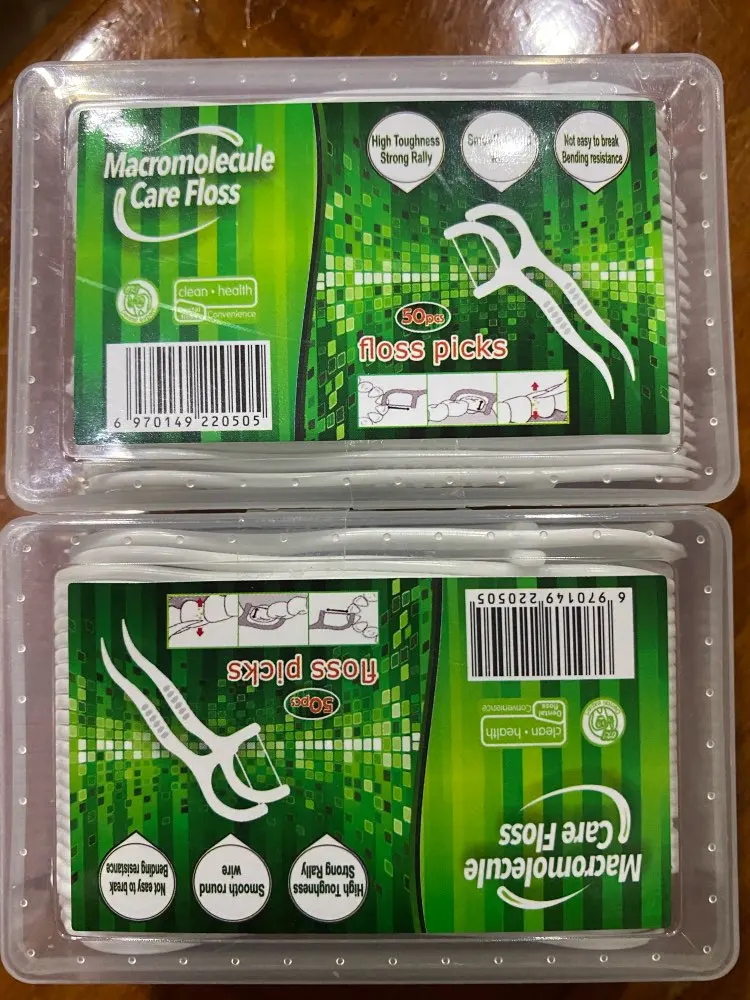 Macromolecule
Care Floss
clean • health
Convenience
6 970149 220505
High Toughness
Strong Rally
Not easy to break
Bending resistance
50pcs
floss picks
6 970149 220505
clean • health
Dental
floss
Convenience
Macromolecule
Care Floss
floss picks
50pcs
High Toughness
Strong Rally
Smooth round
wire
Not easy to break
Bending resistance